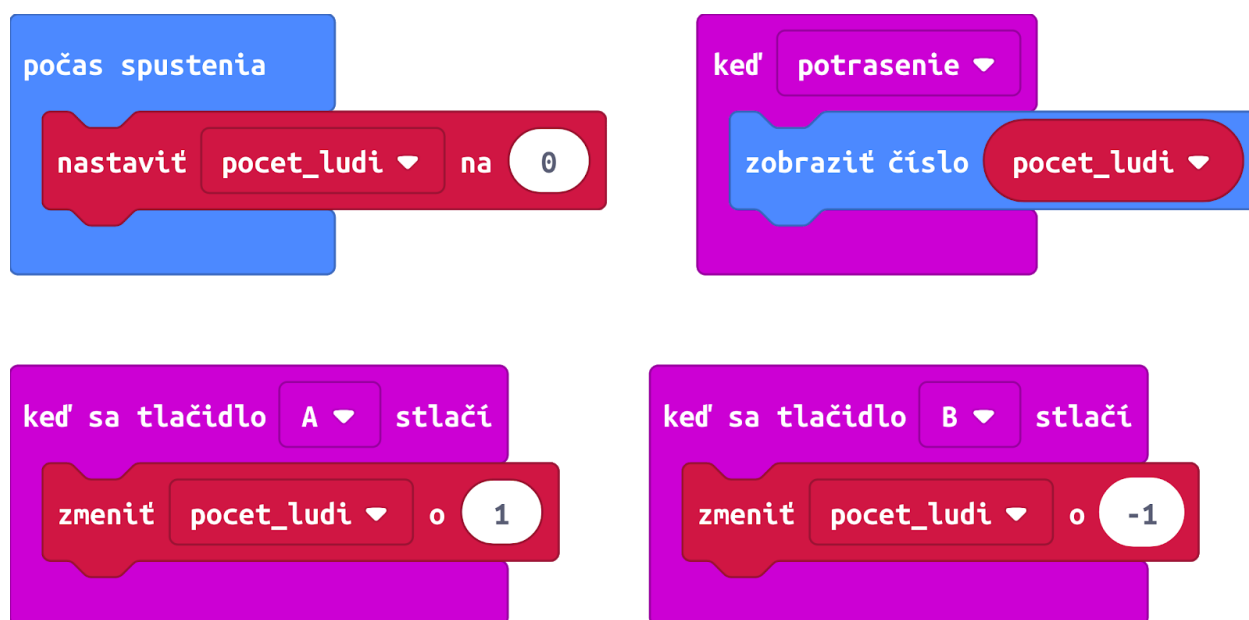 počas spustenia
nastaviť pocet_ludi na 0
keď potrasenie
zobraziť číslo pocet_ludi
keď sa tlačidlo A stlačí
zmeniť pocet_ludi o 1
keď sa tlačidlo B stlačí
zmeniť pocet_ludi o -1